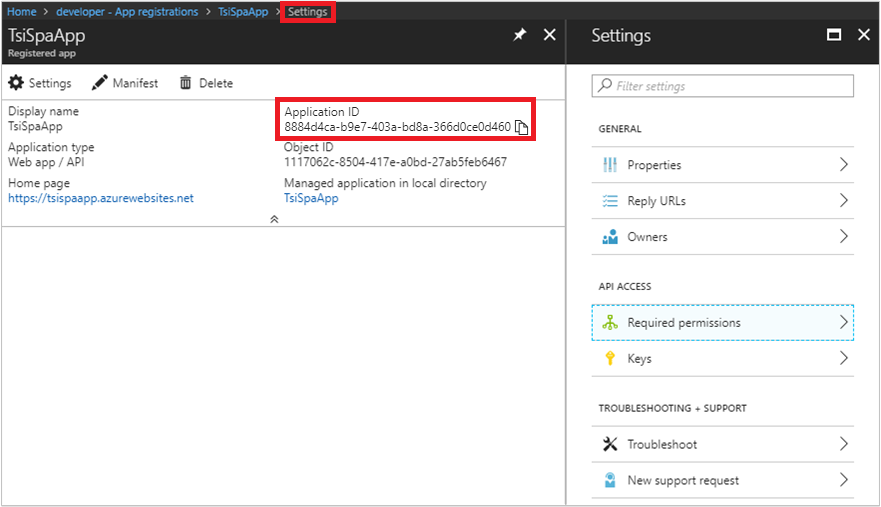 Home > developer - App registrations > TsiSpaApp > Settings
TsiSpaApp
Registered app
Settings Manifest Delete
Display name
TsiSpaApp
Application ID
8884d4ca-b9e7-403a-bd8a-366d0ce0d460
Application type
Web app / API
Object ID
1117062c-8504-417e-a0bd-27ab5feb6467
Home page
https://tsispaapp.azurewebsites.net
Managed application in local directory
TsiSpaApp
Settings
Filter settings
GENERAL
Properties
Reply URLs
Owners
API ACCESS
Required permissions
Keys
TROUBLESHOOTING + SUPPORT
Troubleshoot
New support request